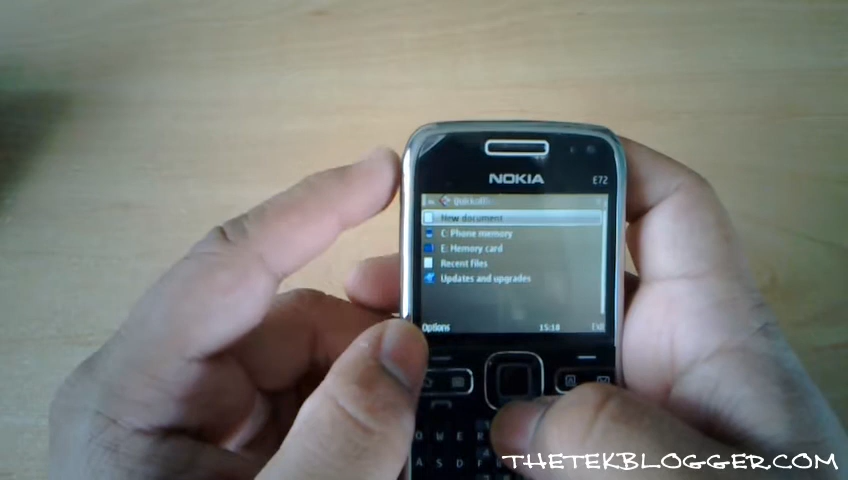 NOKIA
E72
Quickoffice
New document
C: Phone memory
E: Memory card
Recent files
Updates and upgrades
Options 15:18 Exit
Q W E R
A S D F
THETEKBLOGGER.COM